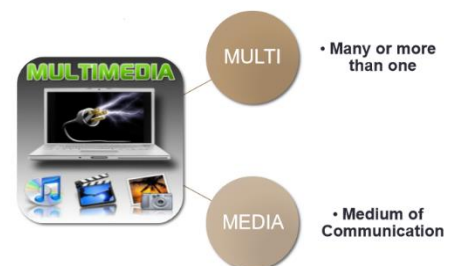 MULTIMEDIA
MULTI
• Many or more
than one
MEDIA
• Medium of
Communication